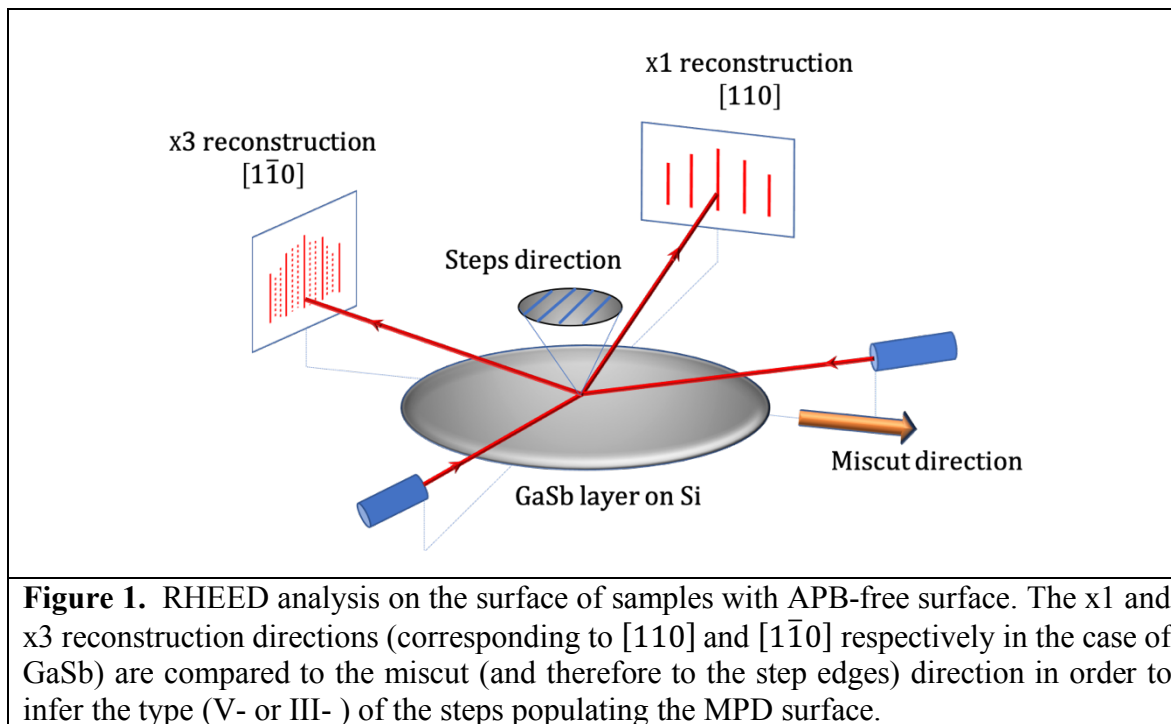 x1 reconstruction
[110]
x3 reconstruction
[11̅0]
Steps direction
Miscut direction
GaSb layer on Si
Figure 1. RHEED analysis on the surface of samples with APB-free surface. The x1 and
x3 reconstruction directions (corresponding to [110] and [11̅0] respectively in the case of
GaSb) are compared to the miscut (and therefore to the step edges) direction in order to
infer the type (V- or III- ) of the steps populating the MPD surface.